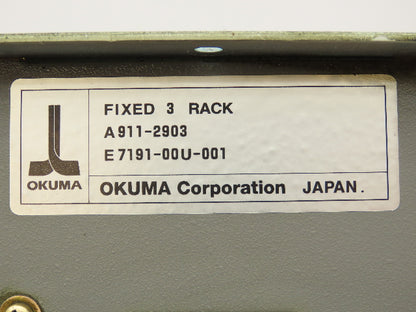 FIXED 3 RACK
A911-2903
E7191-00U-001
OKUMA
OKUMA Corporation JAPAN.